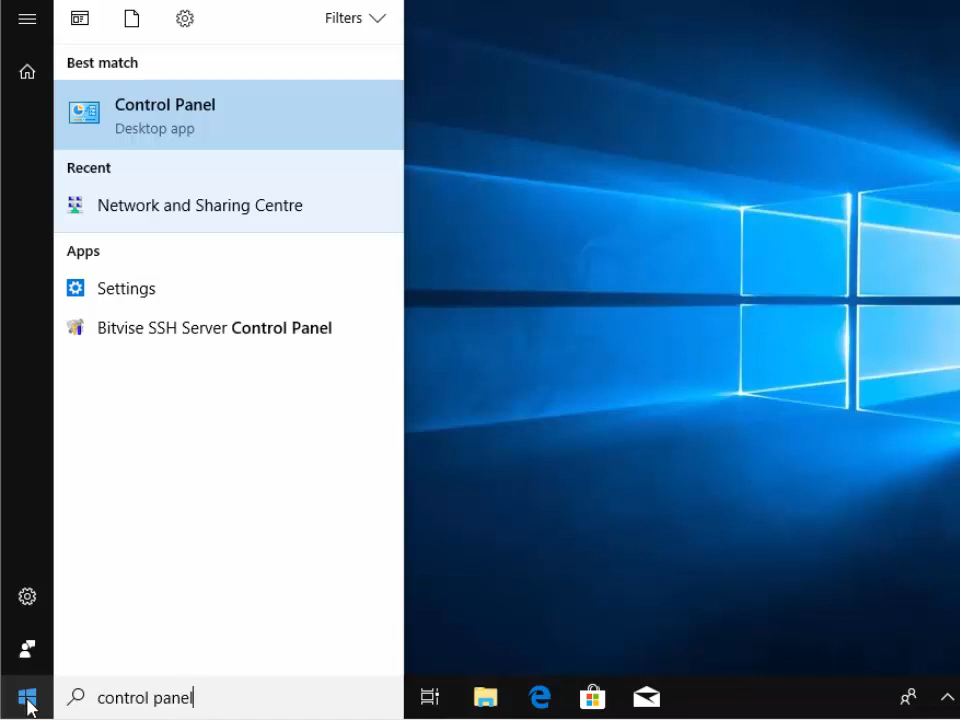 Filters
Best match
Control Panel
Desktop app
Recent
Network and Sharing Centre
Apps
Settings
Bitvise SSH Server Control Panel
control panel